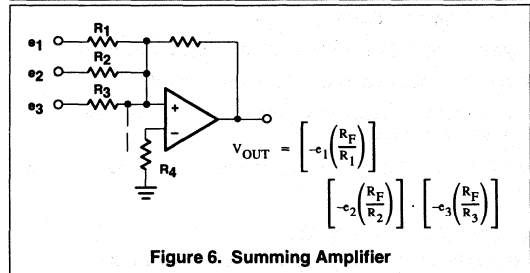 R1
e1
R2
e2
R3
e3
+
−
R4
VOUT = [-e1(RF/R1)]
[-e2(RF/R2)] · [-e3(RF/R3)]
Figure 6. Summing Amplifier